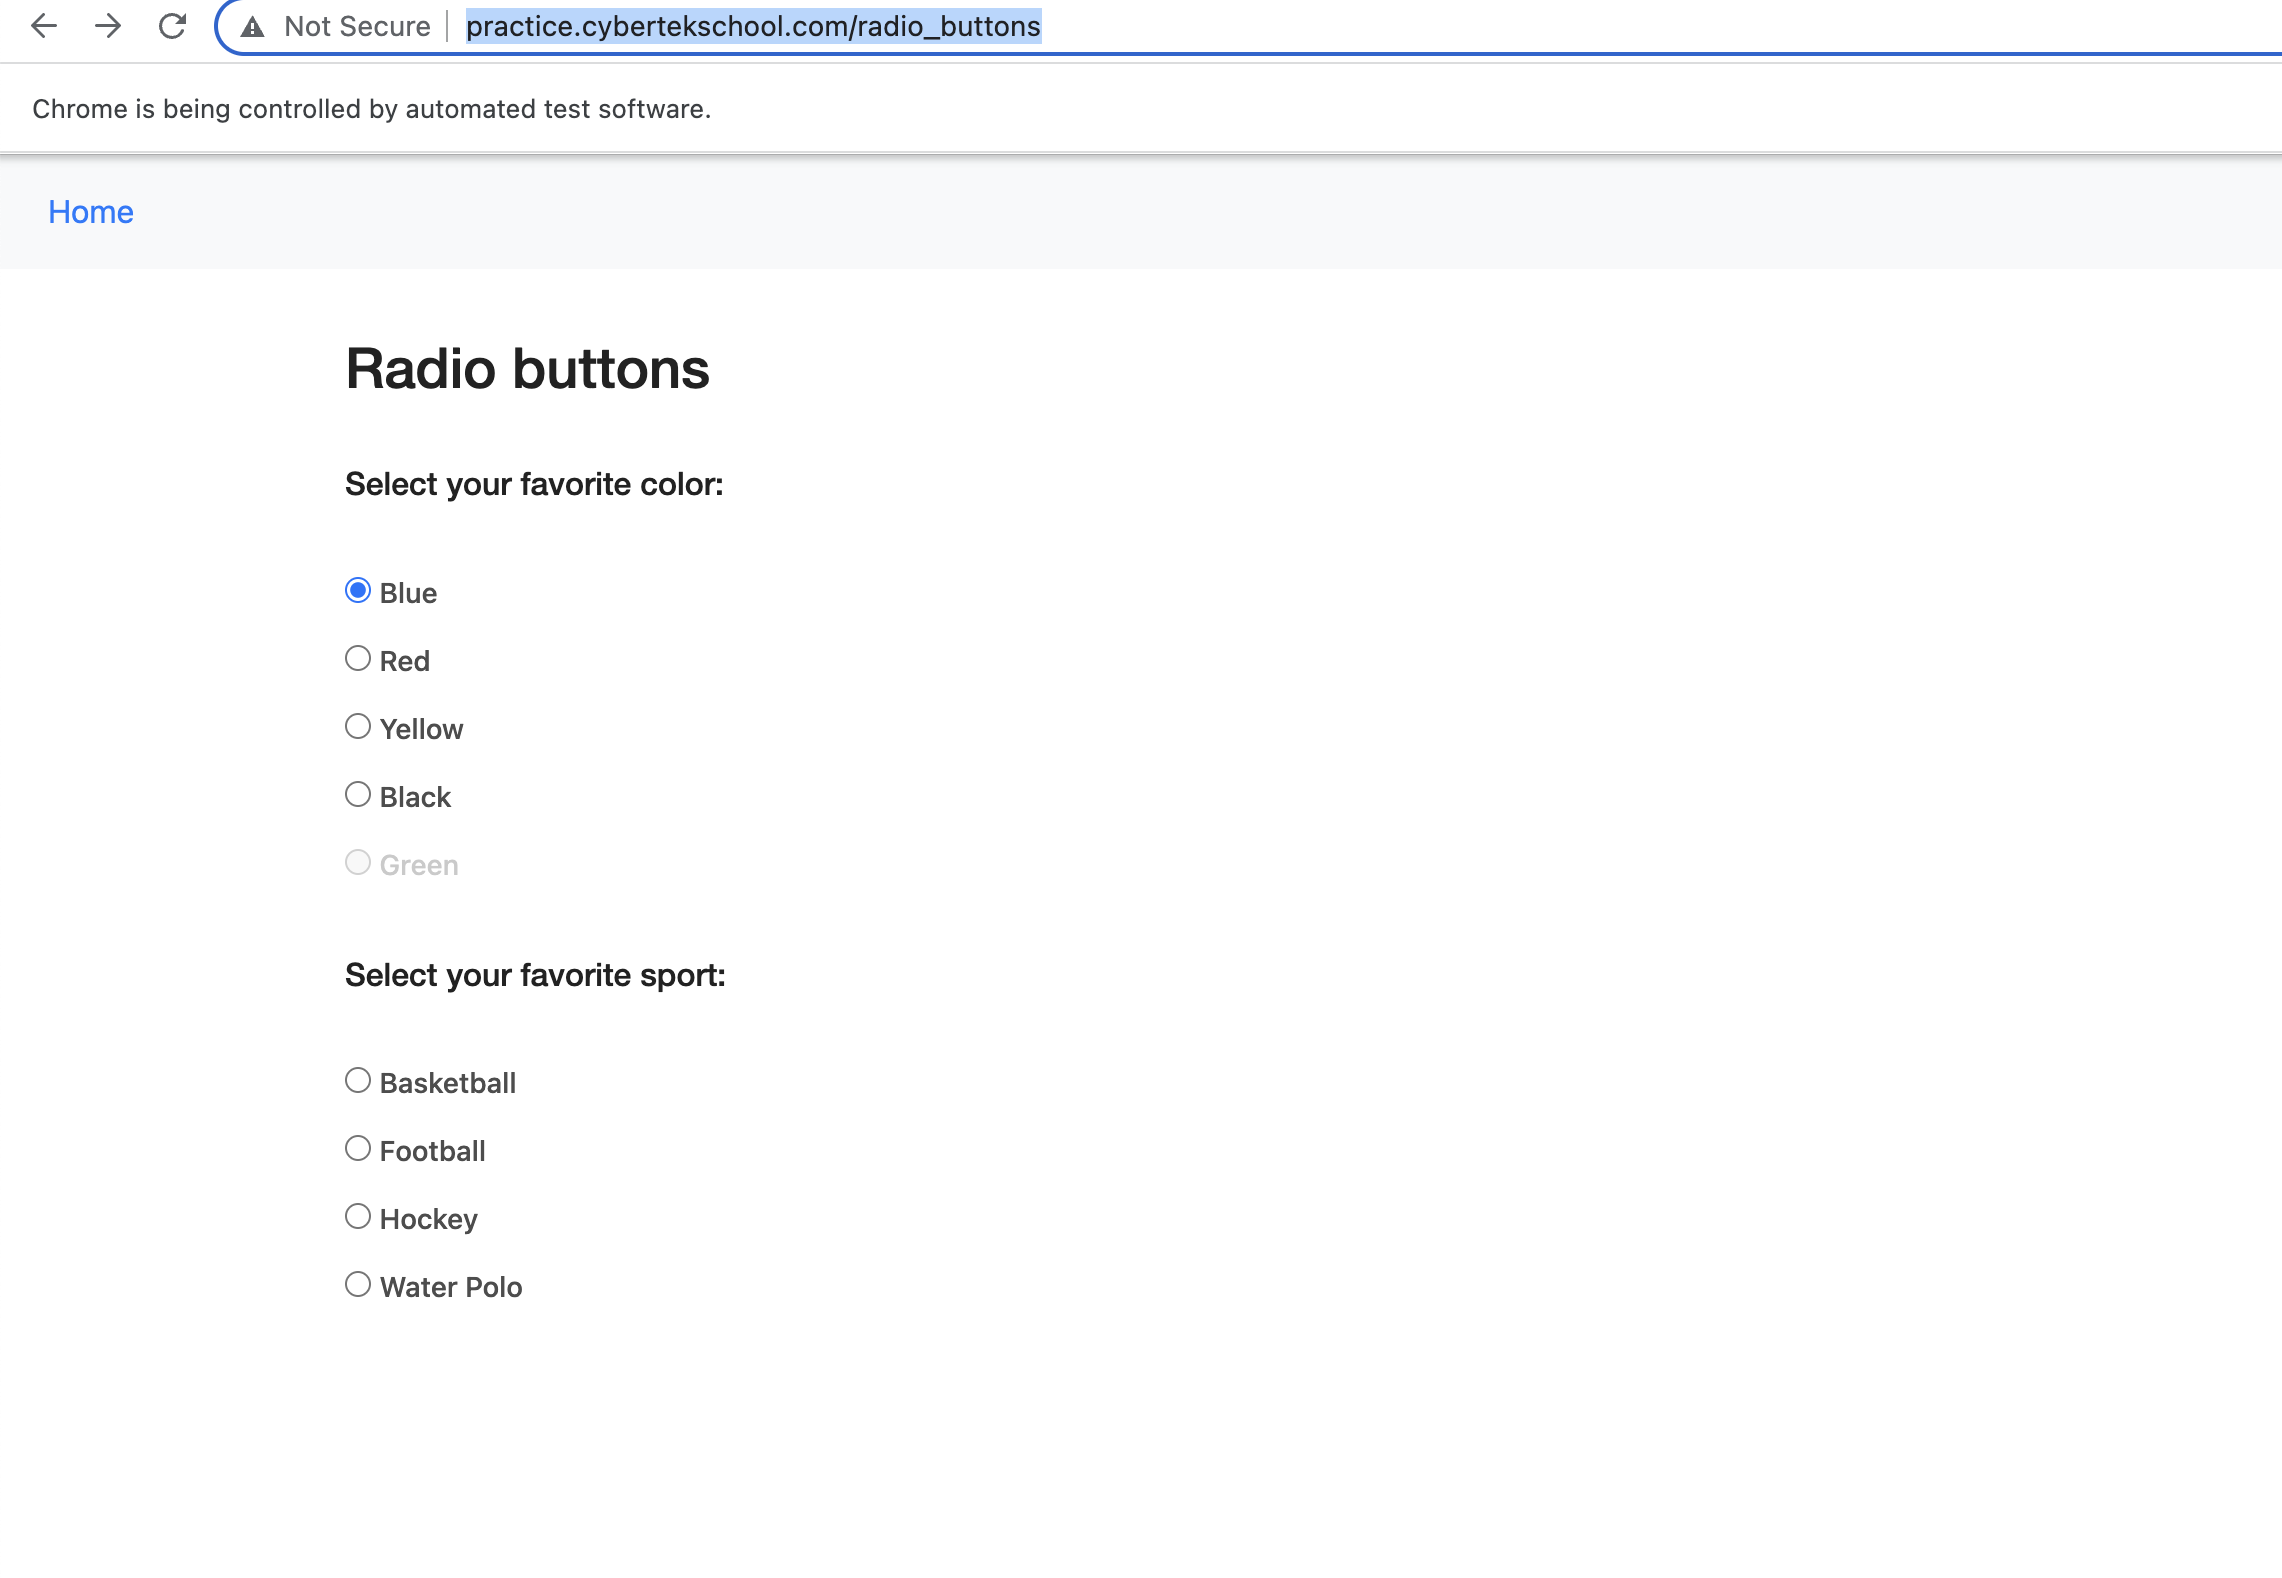 Not Secure practice.cybertekschool.com/radio_buttons
Chrome is being controlled by automated test software.
Home
Radio buttons
Select your favorite color:
Blue
Red
Yellow
Black
Green
Select your favorite sport:
Basketball
Football
Hockey
Water Polo